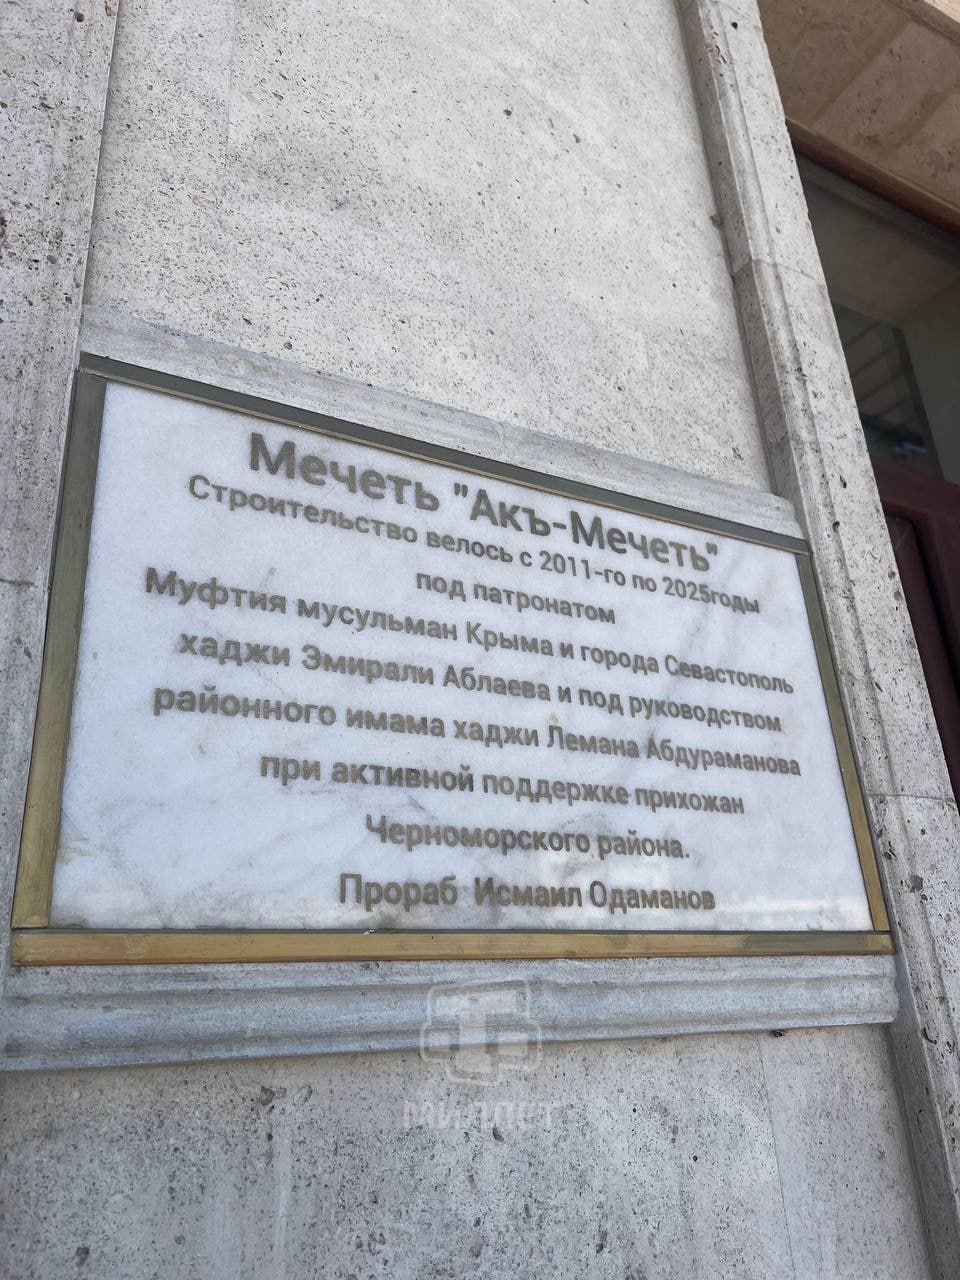 Мечеть "Акъ-Мечеть"
Строительство велось с 2011-го по 2025годы
под патронатом
Муфтия мусульман Крыма и города Севастополь
хаджи Эмирали Аблаева и под руководством
районного имама хаджи Лемана Абдураманова
при активной поддержке прихожан
Черноморского района.
Прораб Исмаил Одаманов
МИЛЛЕТ